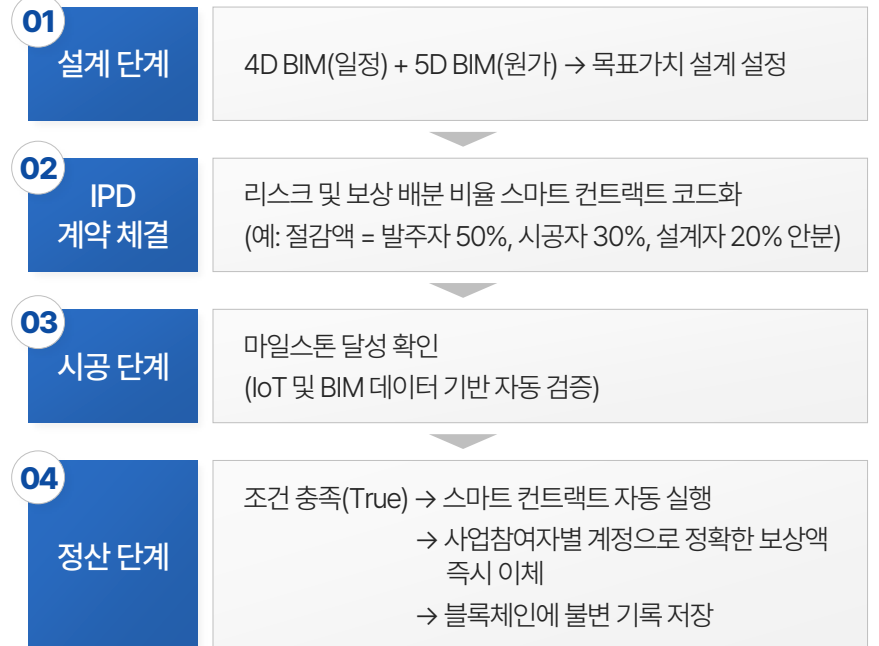 01
설계 단계
4D BIM(일정) + 5D BIM(원가) → 목표가치 설계 설정
02
IPD
계약 체결
리스크 및 보상 배분 비율 스마트 컨트랙트 코드화
(예: 절감액 = 발주자 50%, 시공자 30%, 설계자 20% 안분)
03
시공 단계
마일스톤 달성 확인
(IoT 및 BIM 데이터 기반 자동 검증)
04
정산 단계
조건 충족(True) → 스마트 컨트랙트 자동 실행
→ 사업참여자별 계정으로 정확한 보상액
즉시 이체
→ 블록체인에 불변 기록 저장